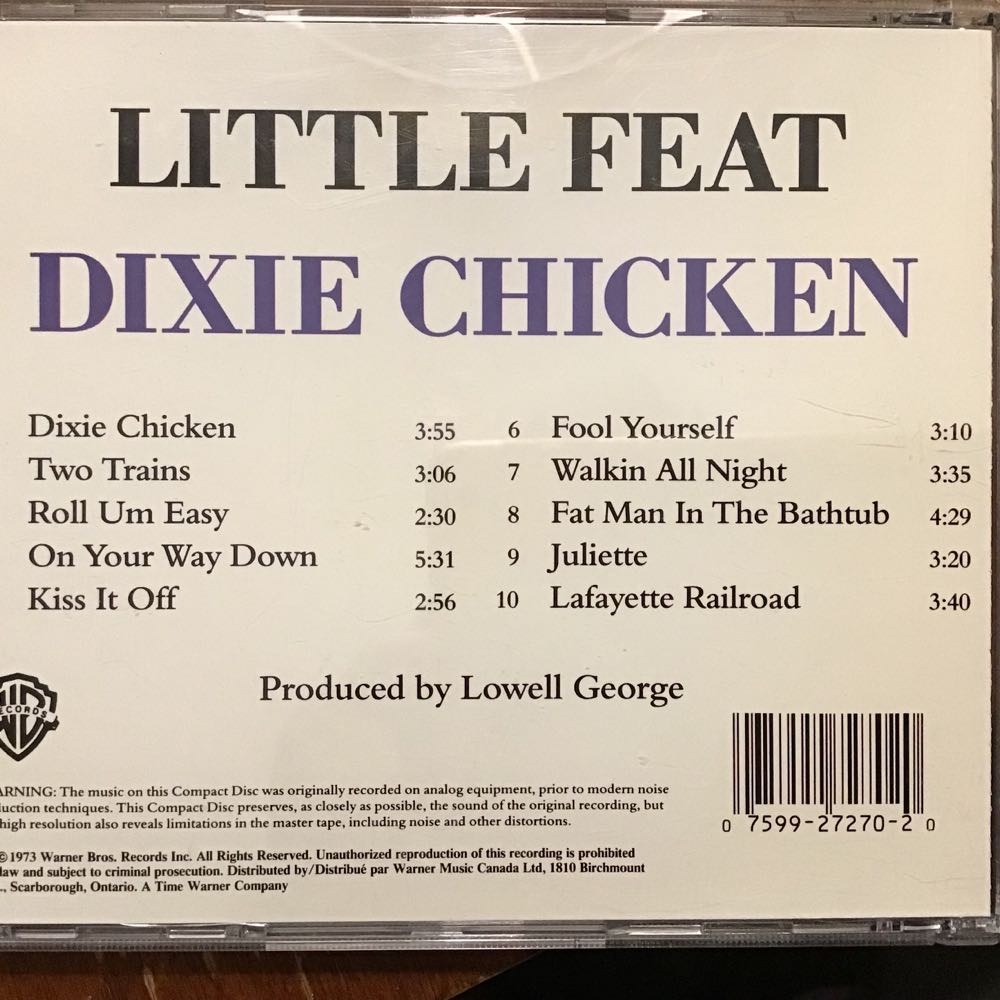 LITTLE FEAT
DIXIE CHICKEN
Dixie Chicken 3:55
Two Trains 3:06
Roll Um Easy 2:30
On Your Way Down 5:31
Kiss It Off 2:56
6 Fool Yourself 3:10
7 Walkin All Night 3:35
8 Fat Man In The Bathtub 4:29
9 Juliette 3:20
10 Lafayette Railroad 3:40
Produced by Lowell George
WB
ECORDS
ARNING: The music on this Compact Disc was originally recorded on analog equipment, prior to modern noise
uction techniques. This Compact Disc preserves, as closely as possible, the sound of the original recording, but
high resolution also reveals limitations in the master tape, including noise and other distortions.
© 1973 Warner Bros. Records Inc. All Rights Reserved. Unauthorized reproduction of this recording is prohibited
law and subject to criminal prosecution. Distributed by/Distribué par Warner Music Canada Ltd, 1810 Birchmount
., Scarborough, Ontario. A Time Warner Company
0 7599-27270-2 0